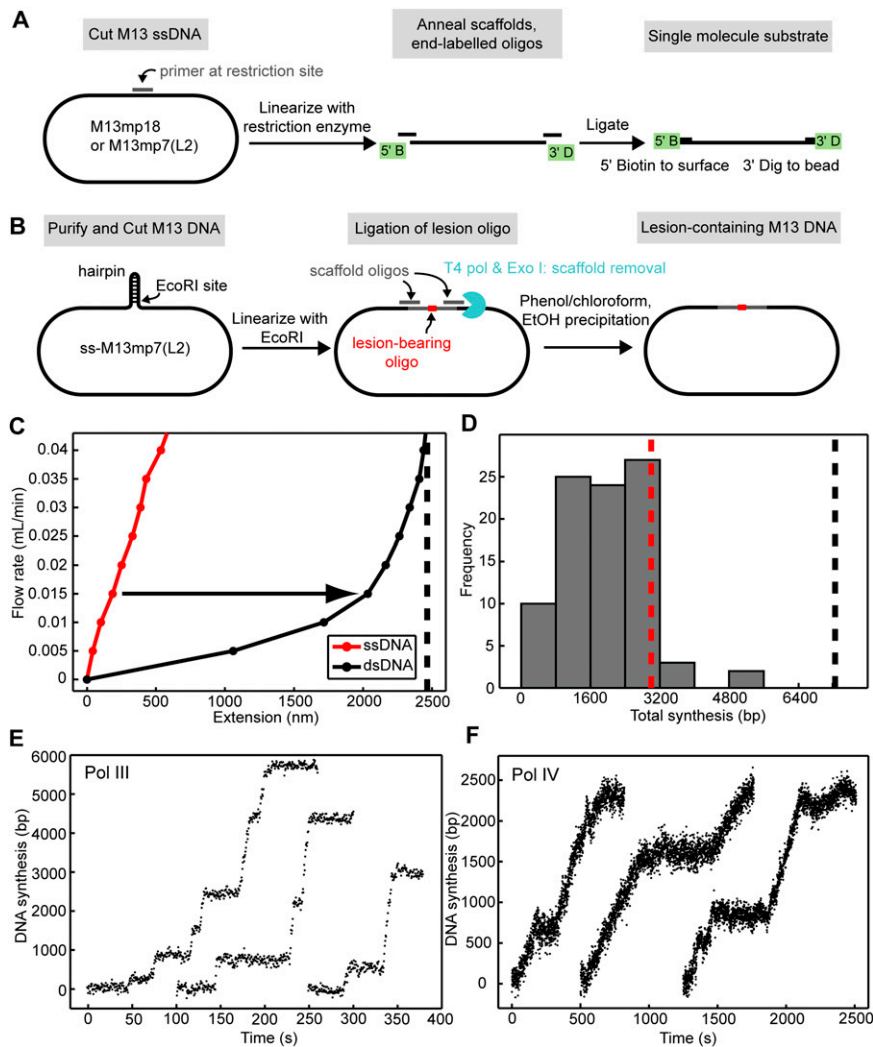 A
Cut M13 ssDNA
Anneal scaffolds,
end-labelled oligos
Single molecule substrate
primer at restriction site
M13mp18
or M13mp7(L2)
Linearize with
restriction enzyme
5' B
3' D
Ligate
5' B
3' D
5' Biotin to surface
3' Dig to bead
B
Purify and Cut M13 DNA
Ligation of lesion oligo
Lesion-containing M13 DNA
hairpin
EcoRI site
ss-M13mp7(L2)
Linearize with
EcoRI
scaffold oligos
T4 pol & Exo I: scaffold removal
lesion-bearing
oligo
Phenol/chloroform,
EtOH precipitation
C
Flow rate (mL/min)
0.04
0.035
0.03
0.025
0.02
0.015
0.01
0.005
0
0
500
1000
1500
2000
2500
Extension (nm)
ssDNA
dsDNA
D
Frequency
25
20
15
10
5
0
0
1600
3200
4800
6400
Total synthesis (bp)
E
Pol III
DNA synthesis (bp)
6000
5000
4000
3000
2000
1000
0
0
50
100
150
200
250
300
350
400
Time (s)
F
Pol IV
DNA synthesis (bp)
2500
2000
1500
1000
500
0
0
500
1000
1500
2000
2500
Time (s)